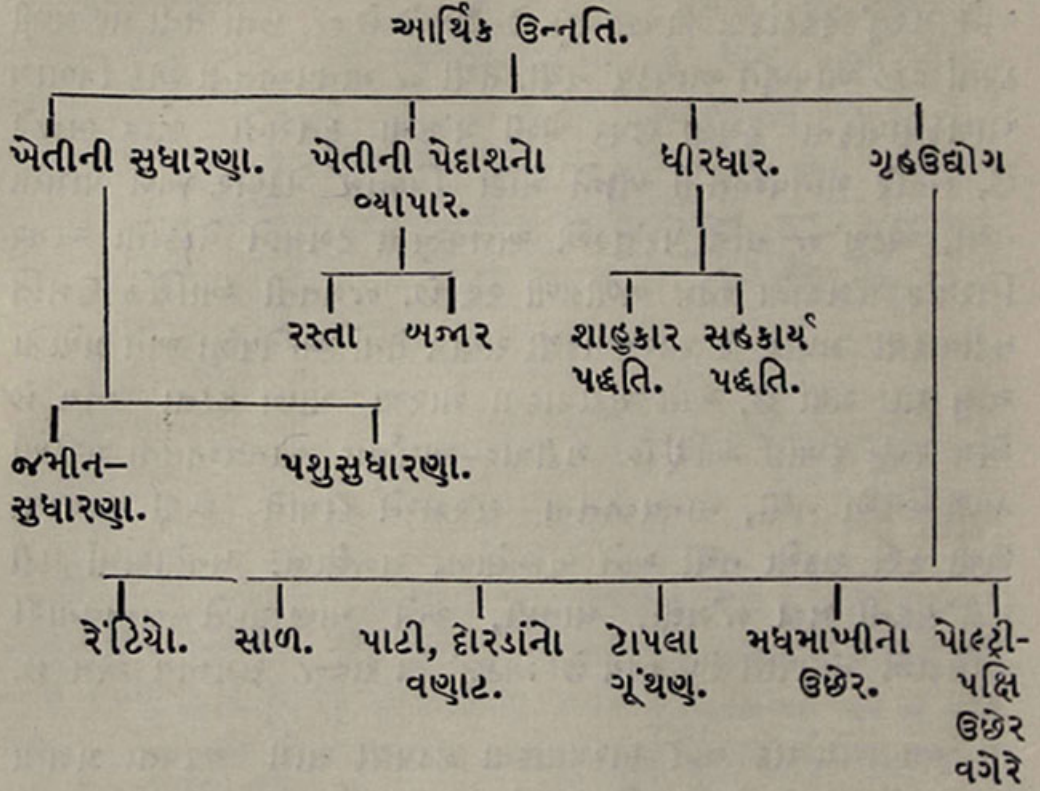 આર્થિક ઉન્નતિ.
ખેતીની સુધારણા. ખેતીની પેદાશનો ધીરધાર. ગૃહઉદ્યોગ
વ્યાપાર.
રસ્તા બજાર શાહુકાર સહકાર્ય
પદ્ધતિ. પદ્ધતિ.
જમીન– પશુસુધારણા.
સુધારણા.
રેંટિયો. સાળ. પાટી, દોરડાંનો ટોપલા મધમાખીનો પોલ્ટ્રી-
વણાટ. ગૂંથણ. ઉછેર. પક્ષિ
ઉછેર
વગેરે